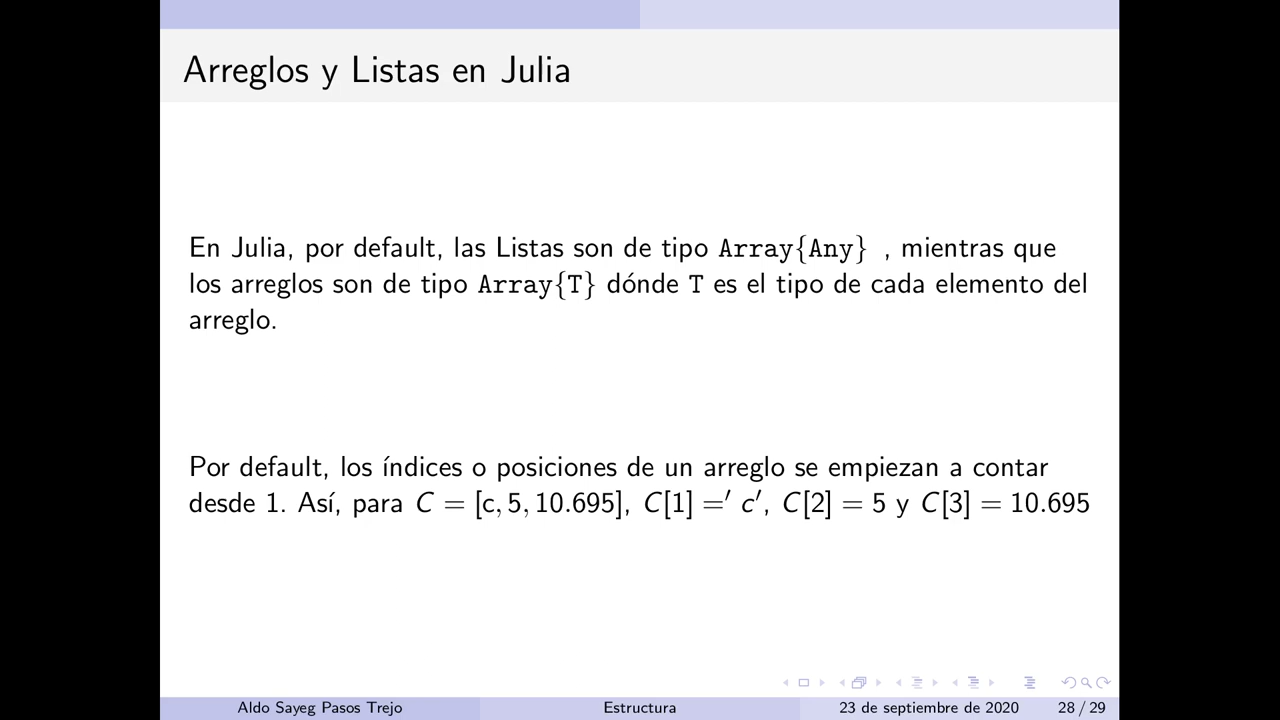 Arreglos y Listas en Julia
En Julia, por default, las Listas son de tipo Array{Any} , mientras que
los arreglos son de tipo Array{T} dónde T es el tipo de cada elemento del
arreglo.
Por default, los índices o posiciones de un arreglo se empiezan a contar
desde 1. Así, para C = [c, 5, 10.695], C[1] =′ c′, C[2] = 5 y C[3] = 10.695
Aldo Sayeg Pasos Trejo Estructura 23 de septiembre de 2020 28 / 29